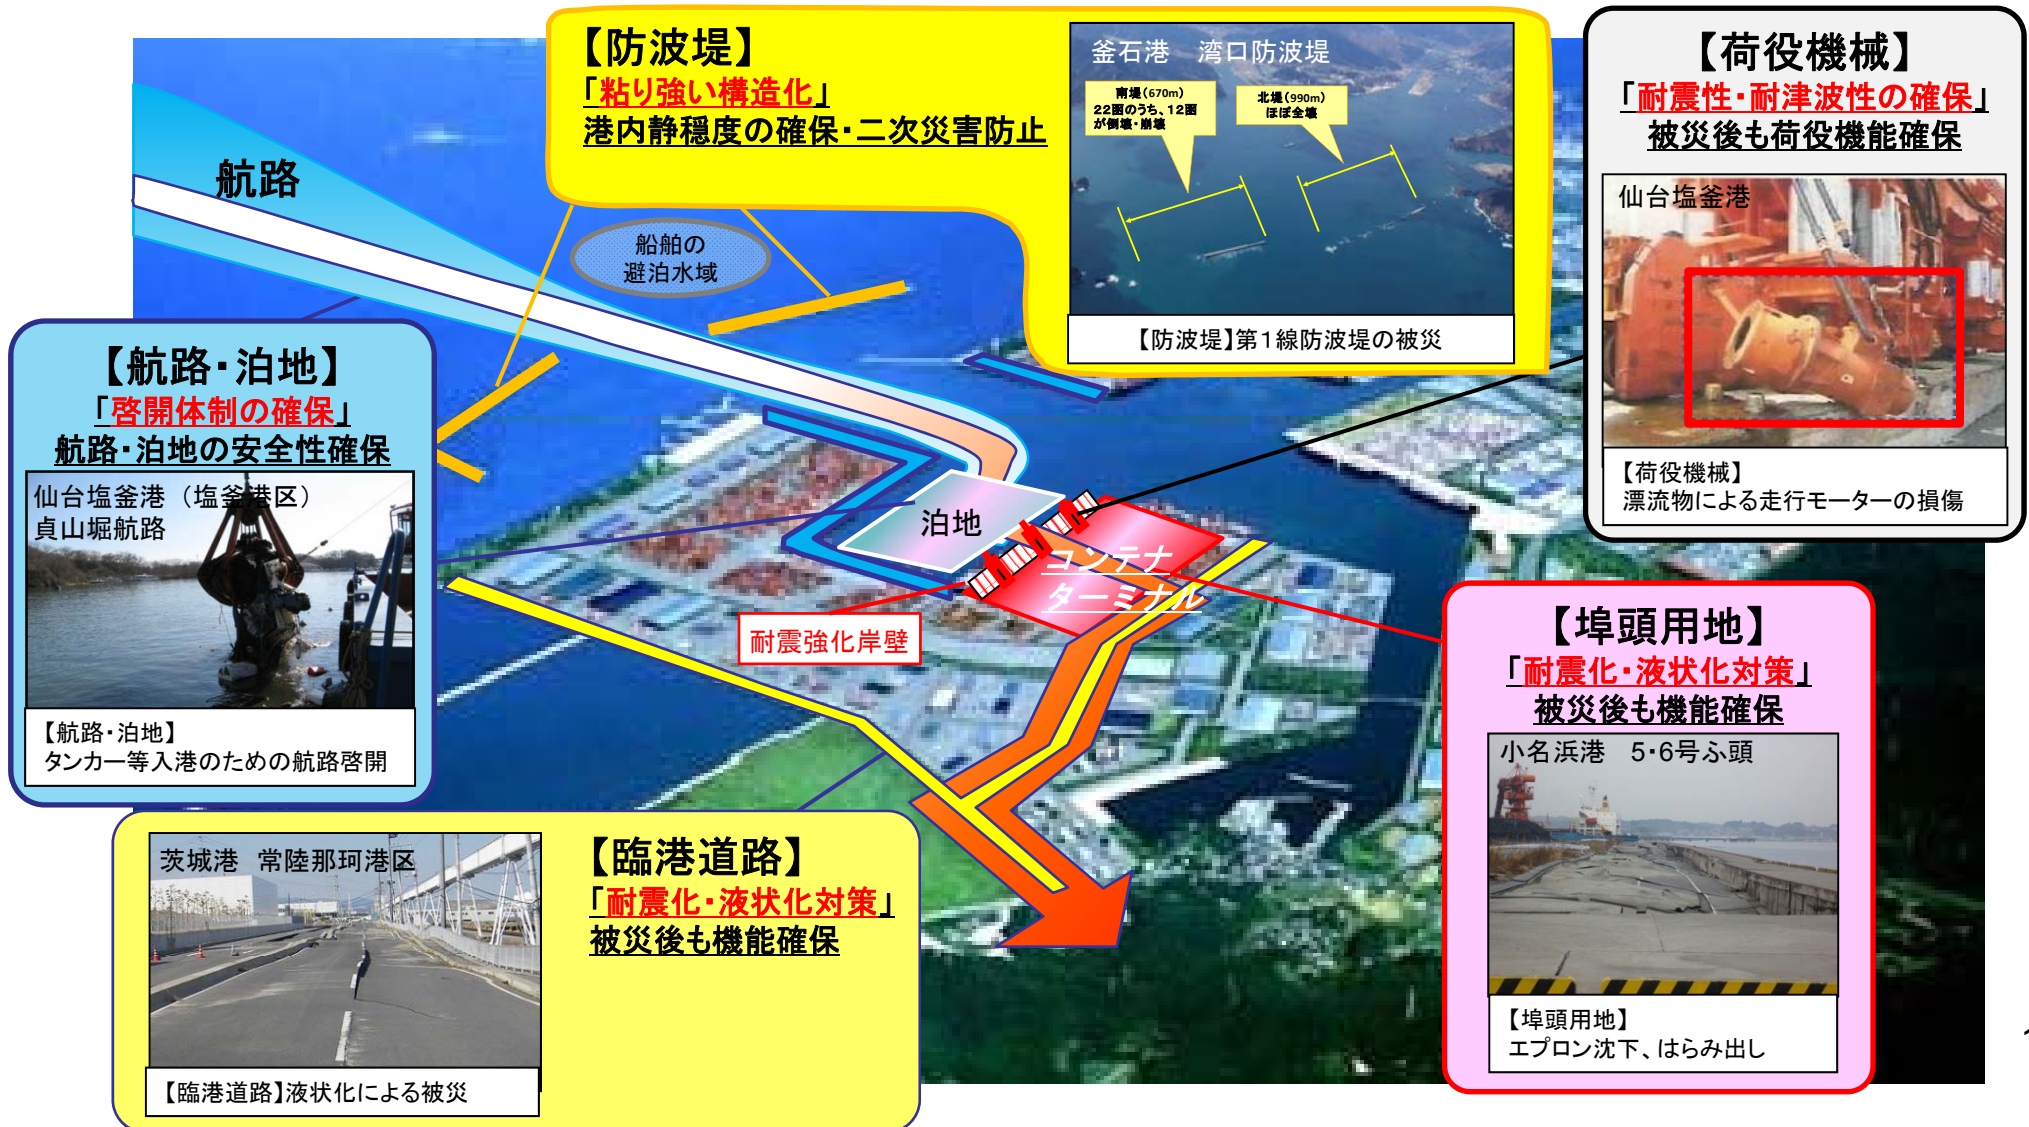 【防波堤】
「粘り強い構造化」
港内静穏度の確保・二次災害防止
釜石港　湾口防波堤
南堤(670m)
22函のうち、12函
が倒壊・崩壊
北堤(990m)
ほぼ全壊
【防波堤】第1線防波堤の被災
【荷役機械】
「耐震性・耐津波性の確保」
被災後も荷役機能確保
仙台塩釜港
【荷役機械】
漂流物による走行モーターの損傷
航路
船舶の
避泊水域
【航路・泊地】
「啓開体制の確保」
航路・泊地の安全性確保
仙台塩釜港（塩釜港区）
貞山堀航路
【航路・泊地】
タンカー等入港のための航路啓開
泊地
コンテナ
ターミナル
耐震強化岸壁
【埠頭用地】
「耐震化・液状化対策」
被災後も機能確保
小名浜港　5・6号ふ頭
【埠頭用地】
エプロン沈下、はらみ出し
【臨港道路】
「耐震化・液状化対策」
被災後も機能確保
茨城港　常陸那珂港区
【臨港道路】液状化による被災